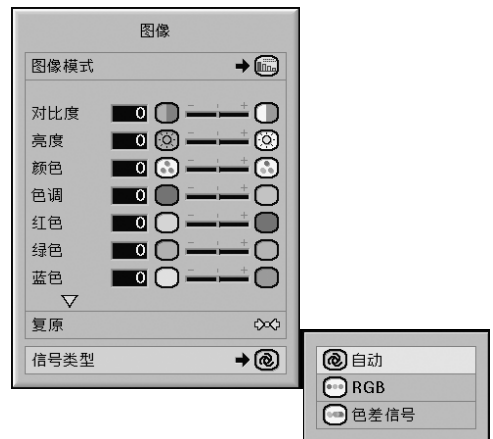 图像
图像模式
对比度 0
亮度 0
颜色 0
色调 0
红色 0
绿色 0
蓝色 0
复原
信号类型
自动
RGB
色差信号